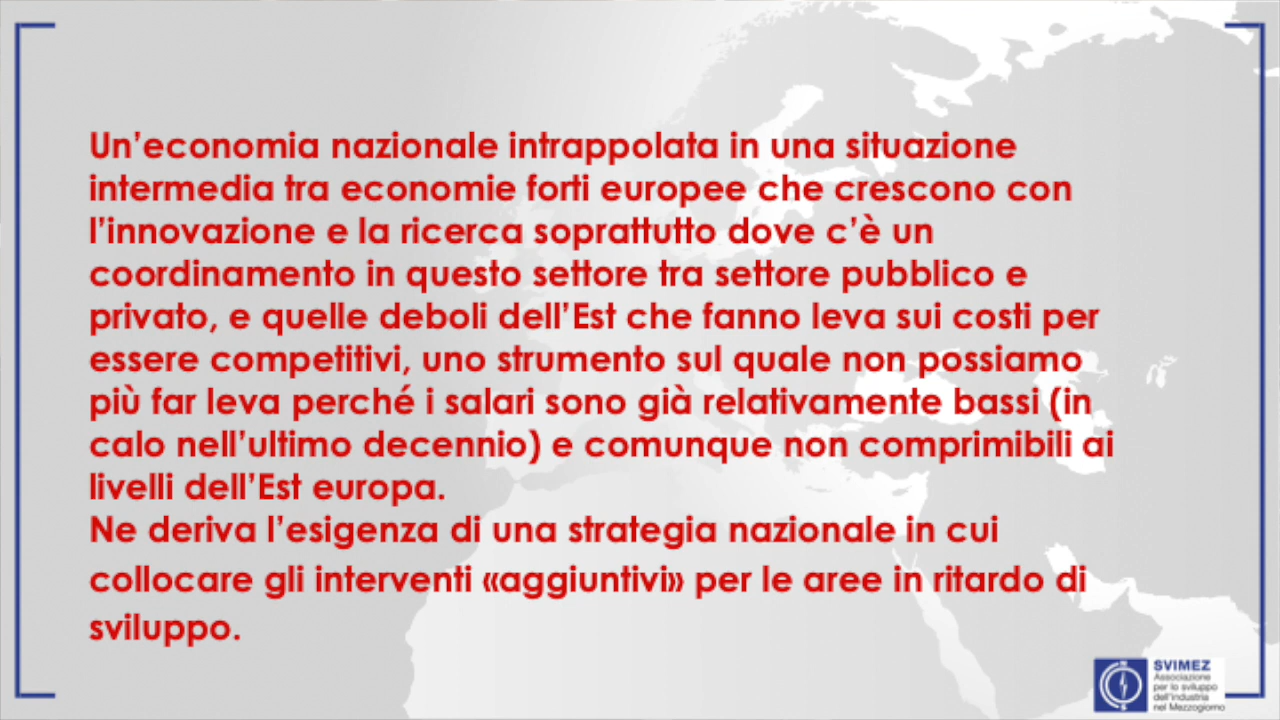 Un’economia nazionale intrappolata in una situazione
intermedia tra economie forti europee che crescono con
l’innovazione e la ricerca soprattutto dove c’è un
coordinamento in questo settore tra settore pubblico e
privato, e quelle deboli dell’Est che fanno leva sui costi per
essere competitivi, uno strumento sul quale non possiamo
più far leva perché i salari sono già relativamente bassi (in
calo nell’ultimo decennio) e comunque non comprimibili ai
livelli dell’Est europa.
Ne deriva l’esigenza di una strategia nazionale in cui
collocare gli interventi «aggiuntivi» per le aree in ritardo di
sviluppo.
SVIMEZ
Associazione
per lo sviluppo
dell'industria
nel Mezzogiorno